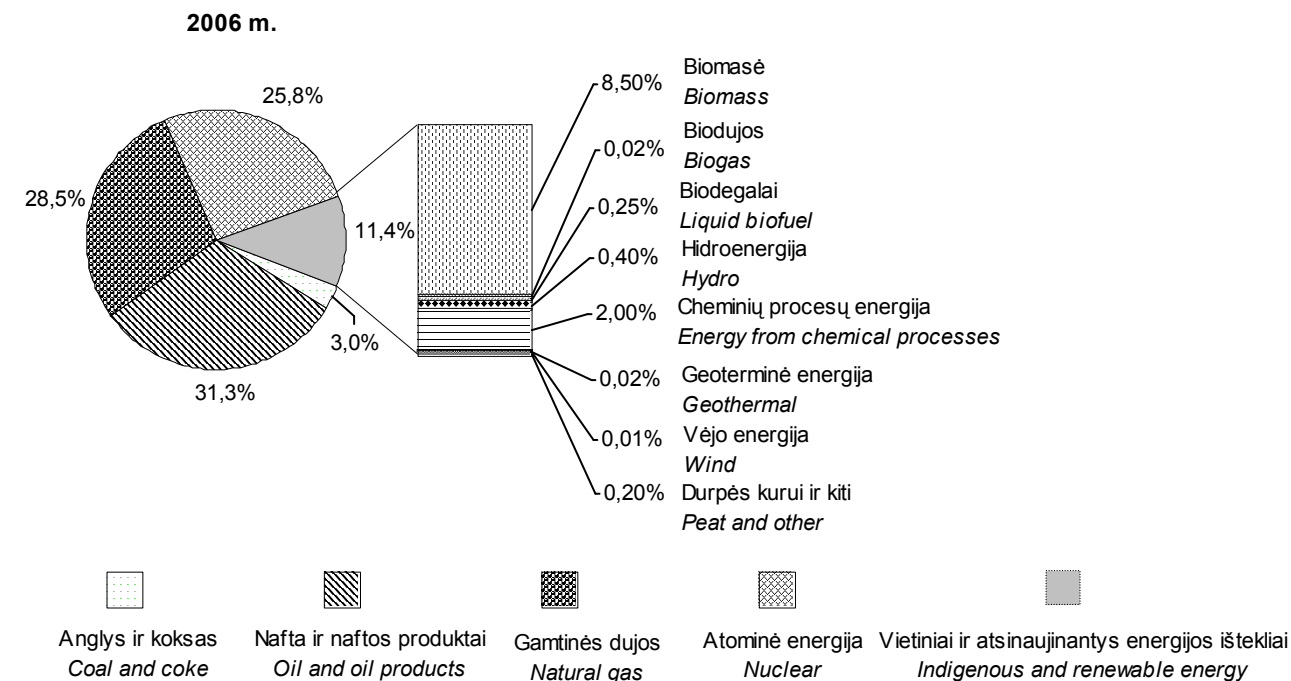 2006 m.
25,8%
28,5%
11,4%
3,0%
31,3%
8,50%
Biomasė
Biomass
0,02%
Biodujos
Biogas
0,25%
Biodegalai
Liquid biofuel
0,40%
Hidroenergija
Hydro
2,00%
Cheminių procesų energija
Energy from chemical processes
0,02%
Geoterminė energija
Geothermal
0,01%
Vėjo energija
Wind
0,20%
Durpės kurui ir kiti
Peat and other
Anglys ir koksas
Coal and coke
Nafta ir naftos produktai
Oil and oil products
Gamtinės dujos
Natural gas
Atominė energija
Nuclear
Vietiniai ir atsinaujinantys energijos ištekliai
Indigenous and renewable energy